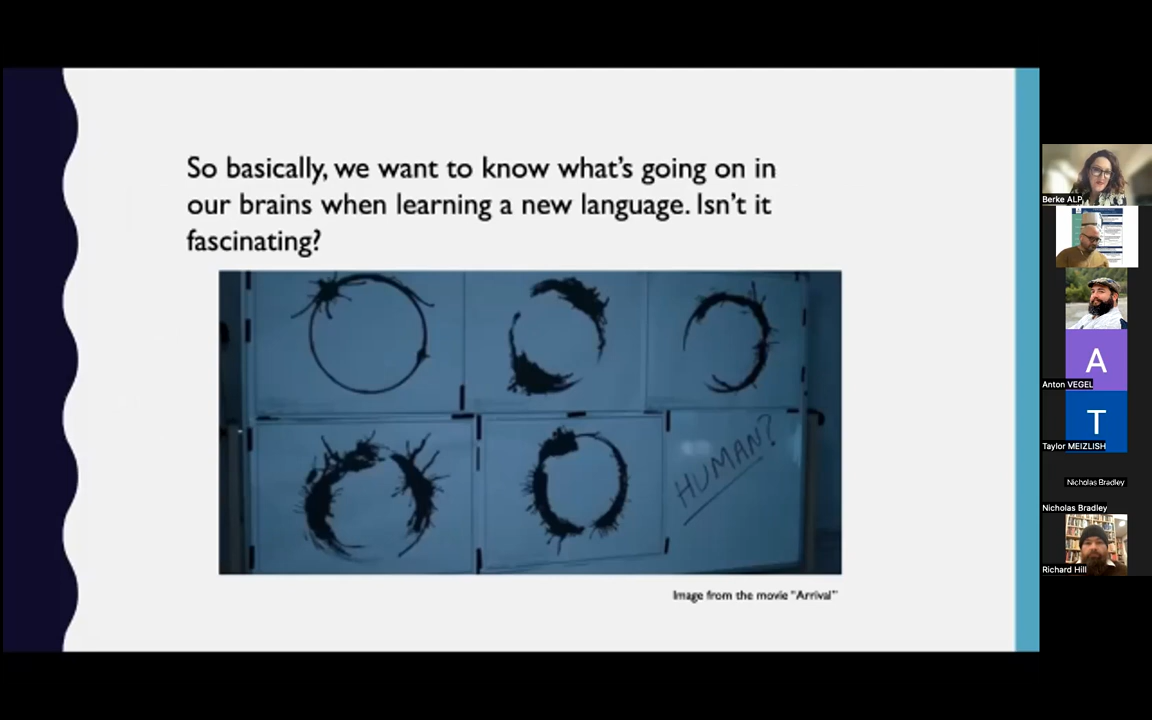 So basically, we want to know what's going on in
our brains when learning a new language. Isn't it
fascinating?
HUMAN?
Image from the movie "Arrival"
Berke ALP
A
Anton VEGEL
T
Taylor MEIZLISH
Nicholas Bradley
Nicholas Bradley
Richard Hill